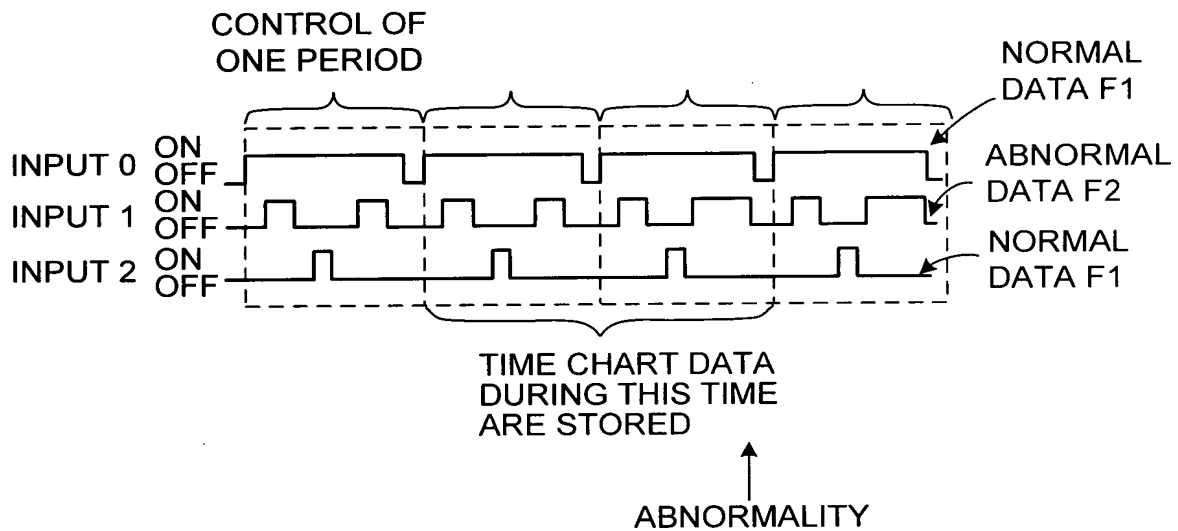 CONTROL OF
ONE PERIOD
NORMAL
DATA F1
INPUT 0 ON
OFF
ABNORMAL
DATA F2
INPUT 1 ON
OFF
NORMAL
DATA F1
INPUT 2 ON
OFF
TIME CHART DATA
DURING THIS TIME
ARE STORED
ABNORMALITY